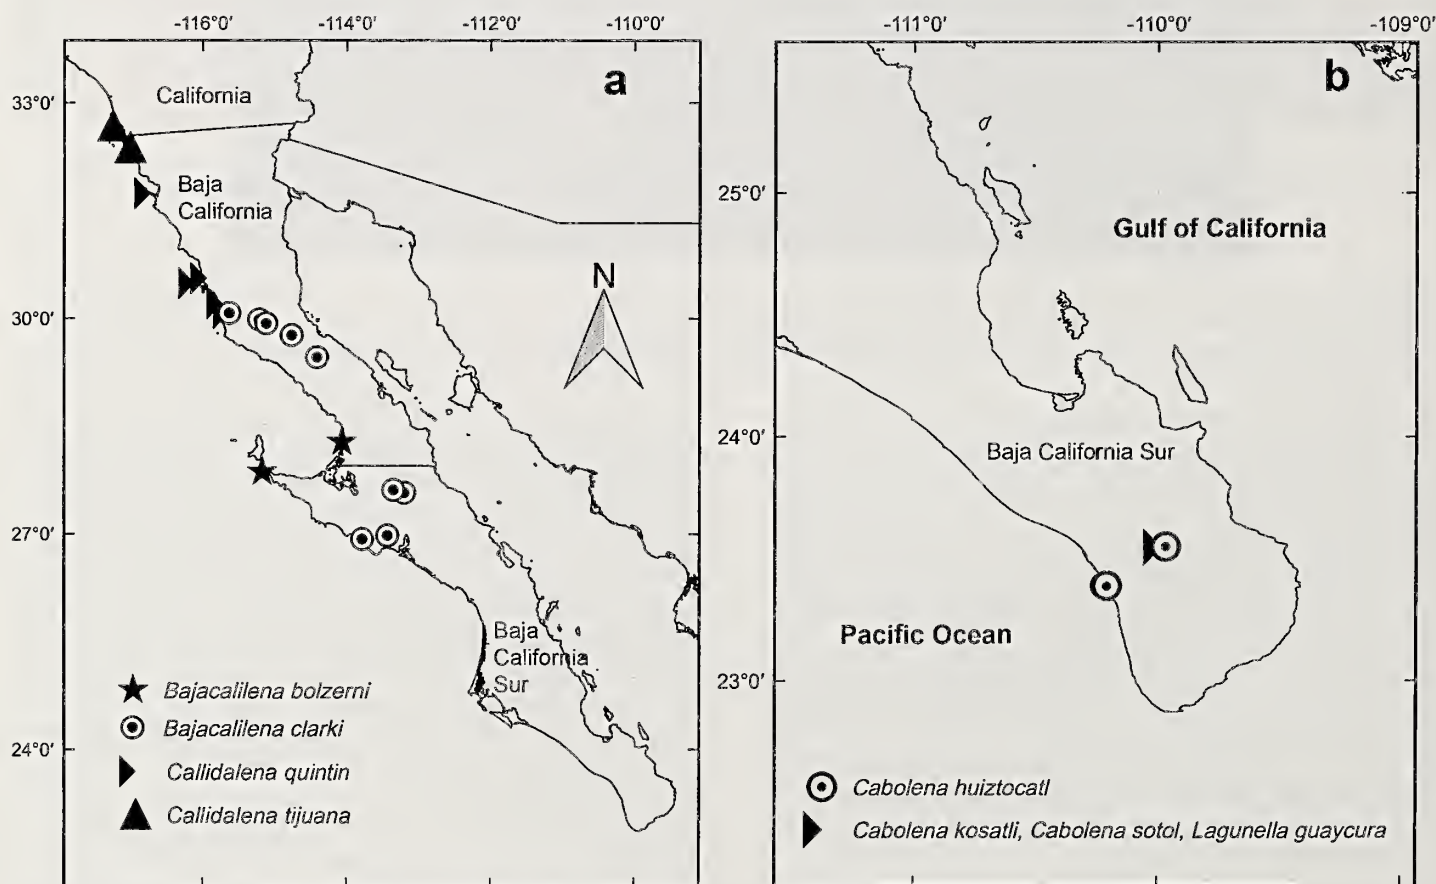 -116°0'
-114°0'
-112°0'
-110°0'
33°0'
30°0'
27°0'
24°0'
a
California
Baja
California
N
Baja
California
Sur
Bajacalilena bolzerni
Bajacalilena clarki
Callidalena quintin
Callidalena tijuana
-111°0'
-110°0'
-109°0'
25°0'
24°0'
23°0'
b
Gulf of California
Baja California Sur
Pacific Ocean
Cabolena huiztocatl
Cabolena kosatli, Cabolena sotol, Lagunella guaycura